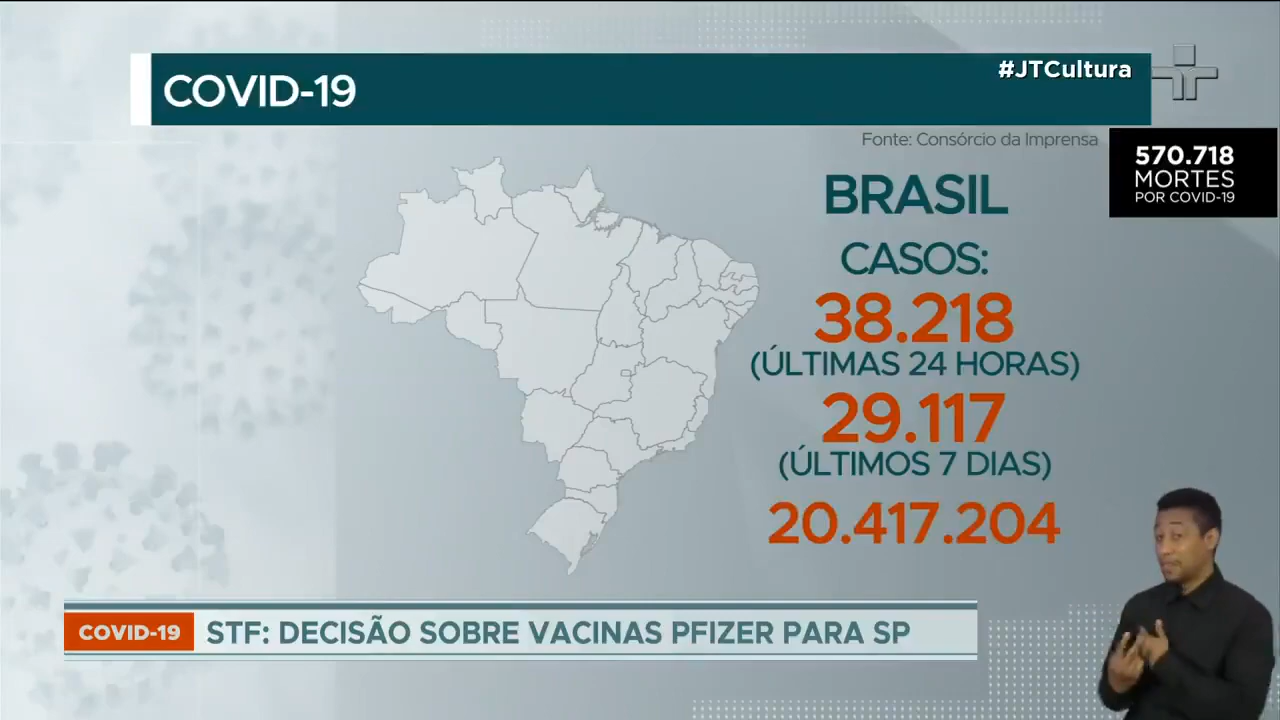 COVID-19
#JTCultura
Fonte: Consórcio da Imprensa
570.718
MORTES
POR COVID-19
BRASIL
CASOS:
38.218
(ÚLTIMAS 24 HORAS)
29.117
(ÚLTIMOS 7 DIAS)
20.417.204
COVID-19 STF: DECISÃO SOBRE VACINAS PFIZER PARA SP